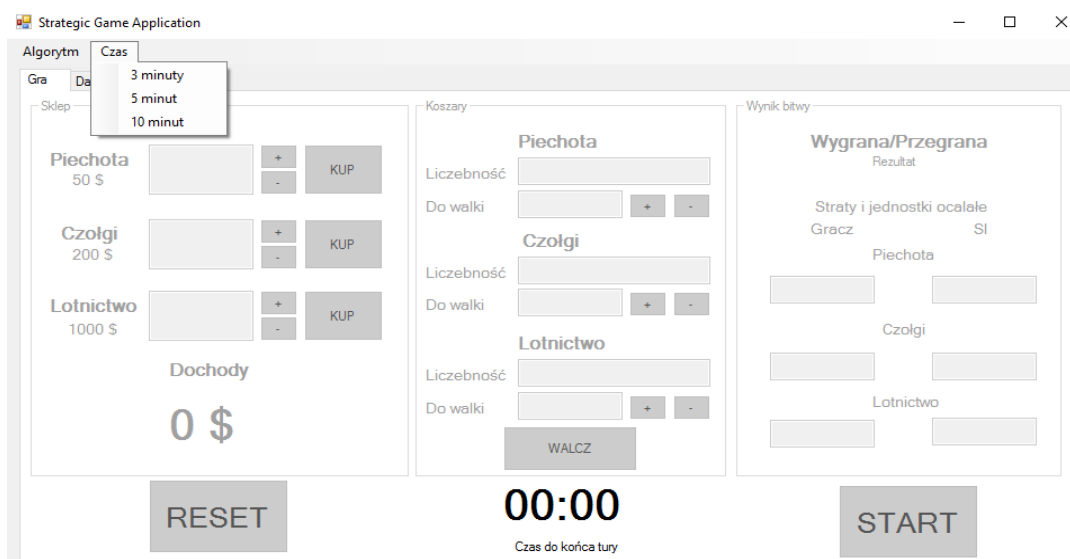 Strategic Game Application
Algorytm Czas
Gra Da
3 minuty
5 minut
10 minut
Sklep
Piechota
50 $
+
-
KUP
Czołgi
200 $
+
-
KUP
Lotnictwo
1000 $
+
-
KUP
Dochody
0 $
Koszary
Piechota
Liczebność
Do walki + -
Czołgi
Liczebność
Do walki + -
Lotnictwo
Liczebność
Do walki + -
WALCZ
Wynik bitwy
Wygrana/Przegrana
Rezultat
Straty i jednostki ocalałe
Gracz SI
Piechota
Czołgi
Lotnictwo
RESET
00:00
Czas do końca tury
START